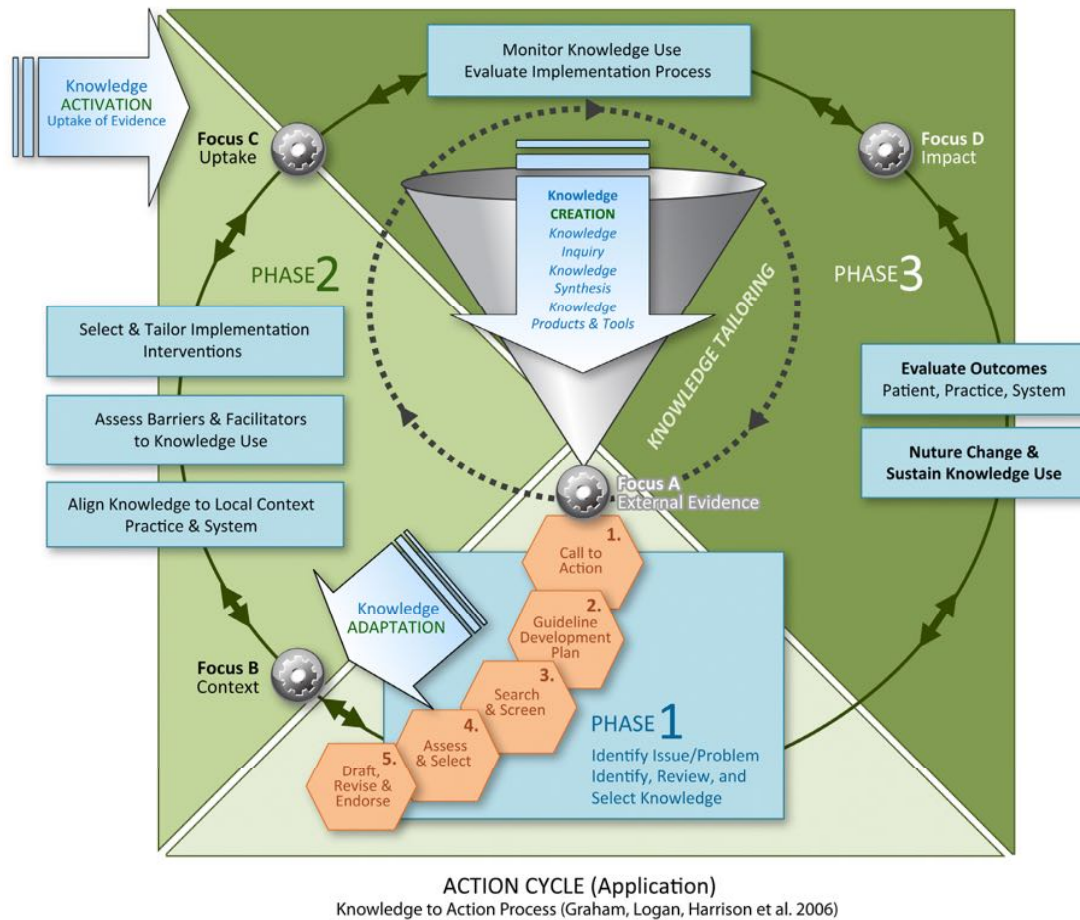 Knowledge
ACTIVATION
Uptake of Evidence
Monitor Knowledge Use
Evaluate Implementation Process
Focus C
Uptake
Focus D
Impact
Knowledge
CREATION
Knowledge
Inquiry
Knowledge
Synthesis
Knowledge
Products & Tools
PHASE 2
PHASE 3
KNOWLEDGE TAILORING
Select & Tailor Implementation
Interventions
Assess Barriers & Facilitators
to Knowledge Use
Align Knowledge to Local Context
Practice & System
Evaluate Outcomes
Patient, Practice, System
Nuture Change &
Sustain Knowledge Use
Focus A
External Evidence
1.
Call to
Action
2.
Guideline
Development
Plan
3.
Search
& Screen
4.
Assess
& Select
5.
Draft,
Revise &
Endorse
Knowledge
ADAPTATION
Focus B
Context
PHASE 1
Identify Issue/Problem
Identify, Review, and
Select Knowledge
ACTION CYCLE (Application)
Knowledge to Action Process (Graham, Logan, Harrison et al. 2006)